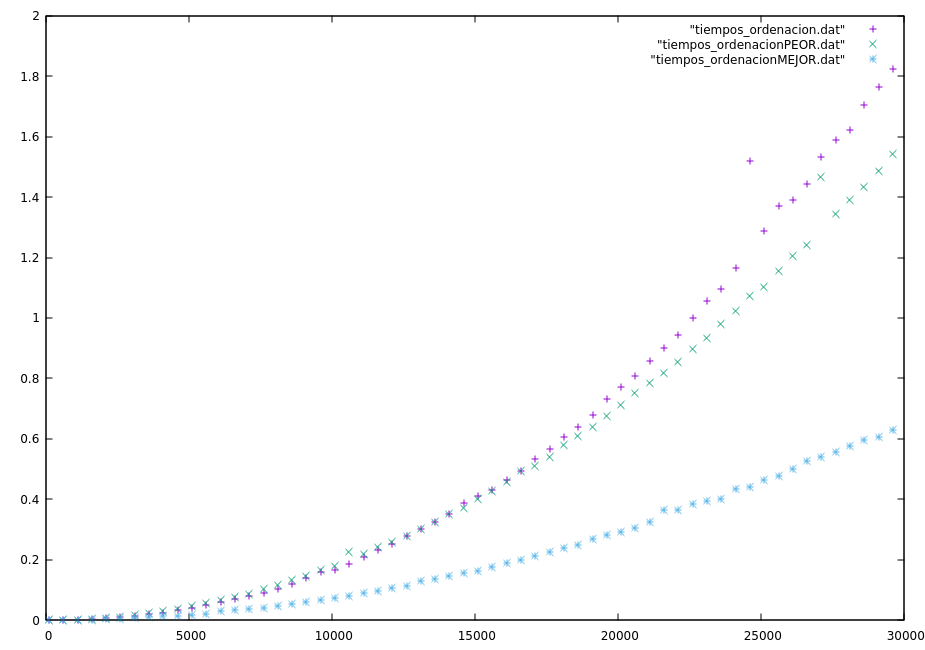 2
1.8
1.6
1.4
1.2
1
0.8
0.6
0.4
0.2
0
0 5000 10000 15000 20000 25000 30000
"tiempos_ordenacion.dat"
"tiempos_ordenacionPEOR.dat"
"tiempos_ordenacionMEJOR.dat"